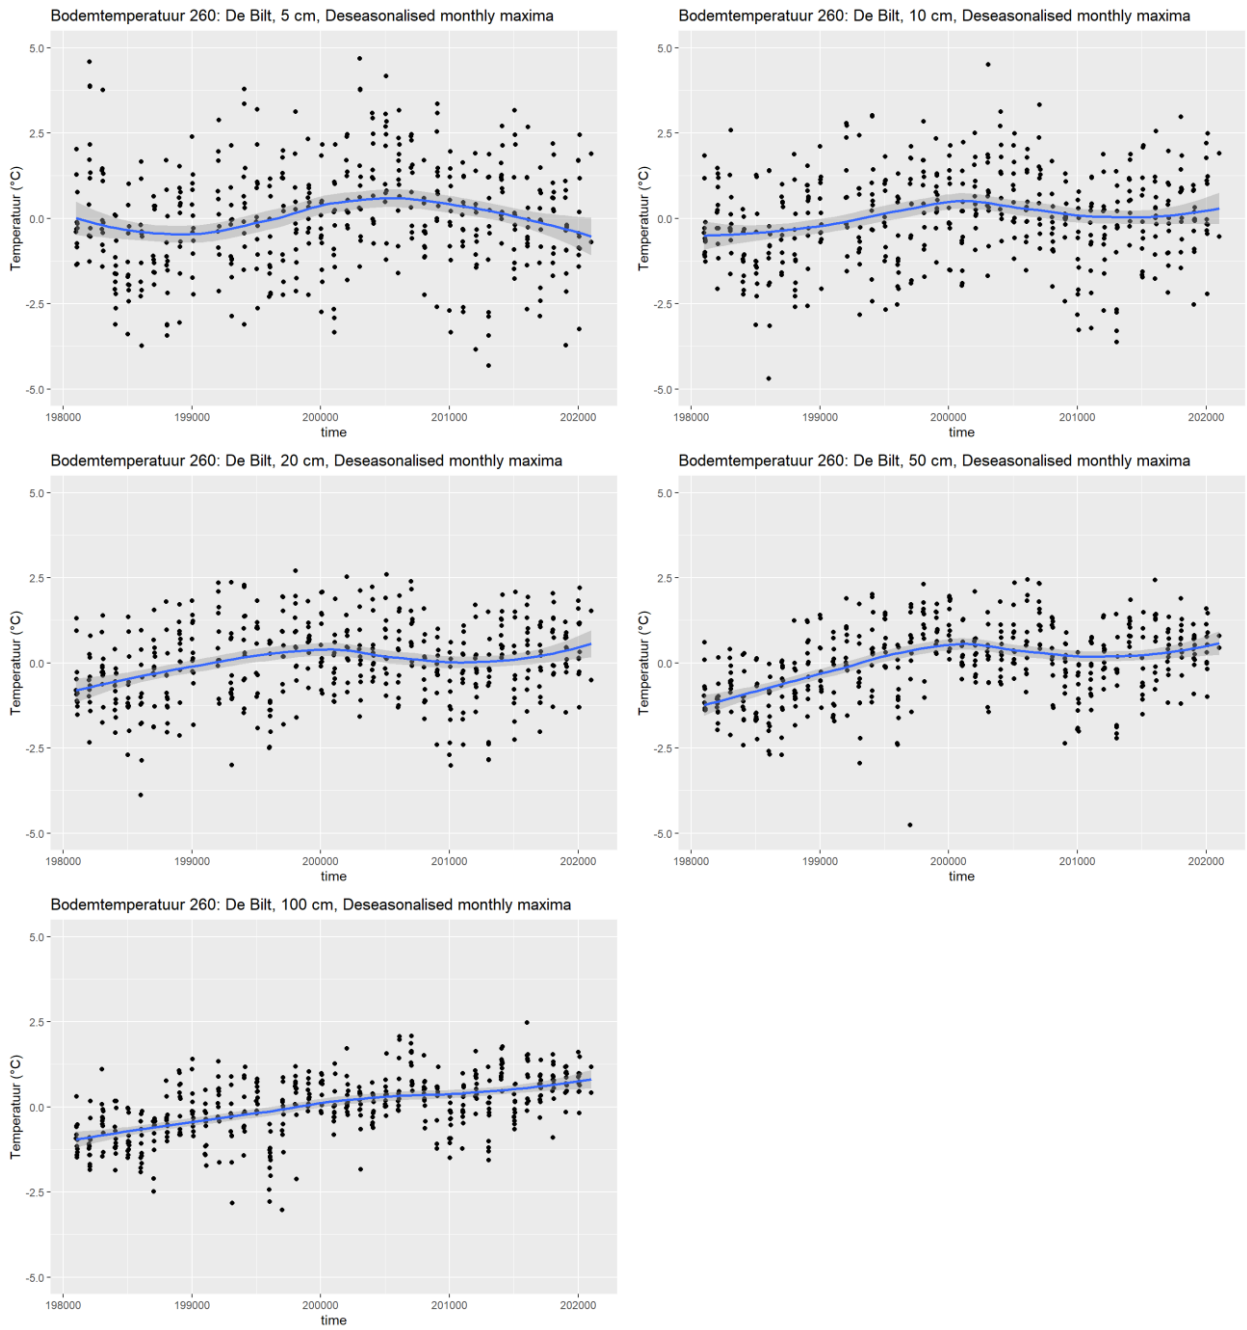 Bodemtemperatuur 260: De Bilt, 5 cm, Deseasonalised monthly maxima
5.0
2.5
0.0
-2.5
-5.0
Temperatuur (°C)
198000 199000 200000 201000 202000
time
Bodemtemperatuur 260: De Bilt, 10 cm, Deseasonalised monthly maxima
5.0
2.5
0.0
-2.5
-5.0
Temperatuur (°C)
198000 199000 200000 201000 202000
time
Bodemtemperatuur 260: De Bilt, 20 cm, Deseasonalised monthly maxima
5.0
2.5
0.0
-2.5
-5.0
Temperatuur (°C)
198000 199000 200000 201000 202000
time
Bodemtemperatuur 260: De Bilt, 50 cm, Deseasonalised monthly maxima
5.0
2.5
0.0
-2.5
-5.0
Temperatuur (°C)
198000 199000 200000 201000 202000
time
Bodemtemperatuur 260: De Bilt, 100 cm, Deseasonalised monthly maxima
5.0
2.5
0.0
-2.5
-5.0
Temperatuur (°C)
198000 199000 200000 201000 202000
time